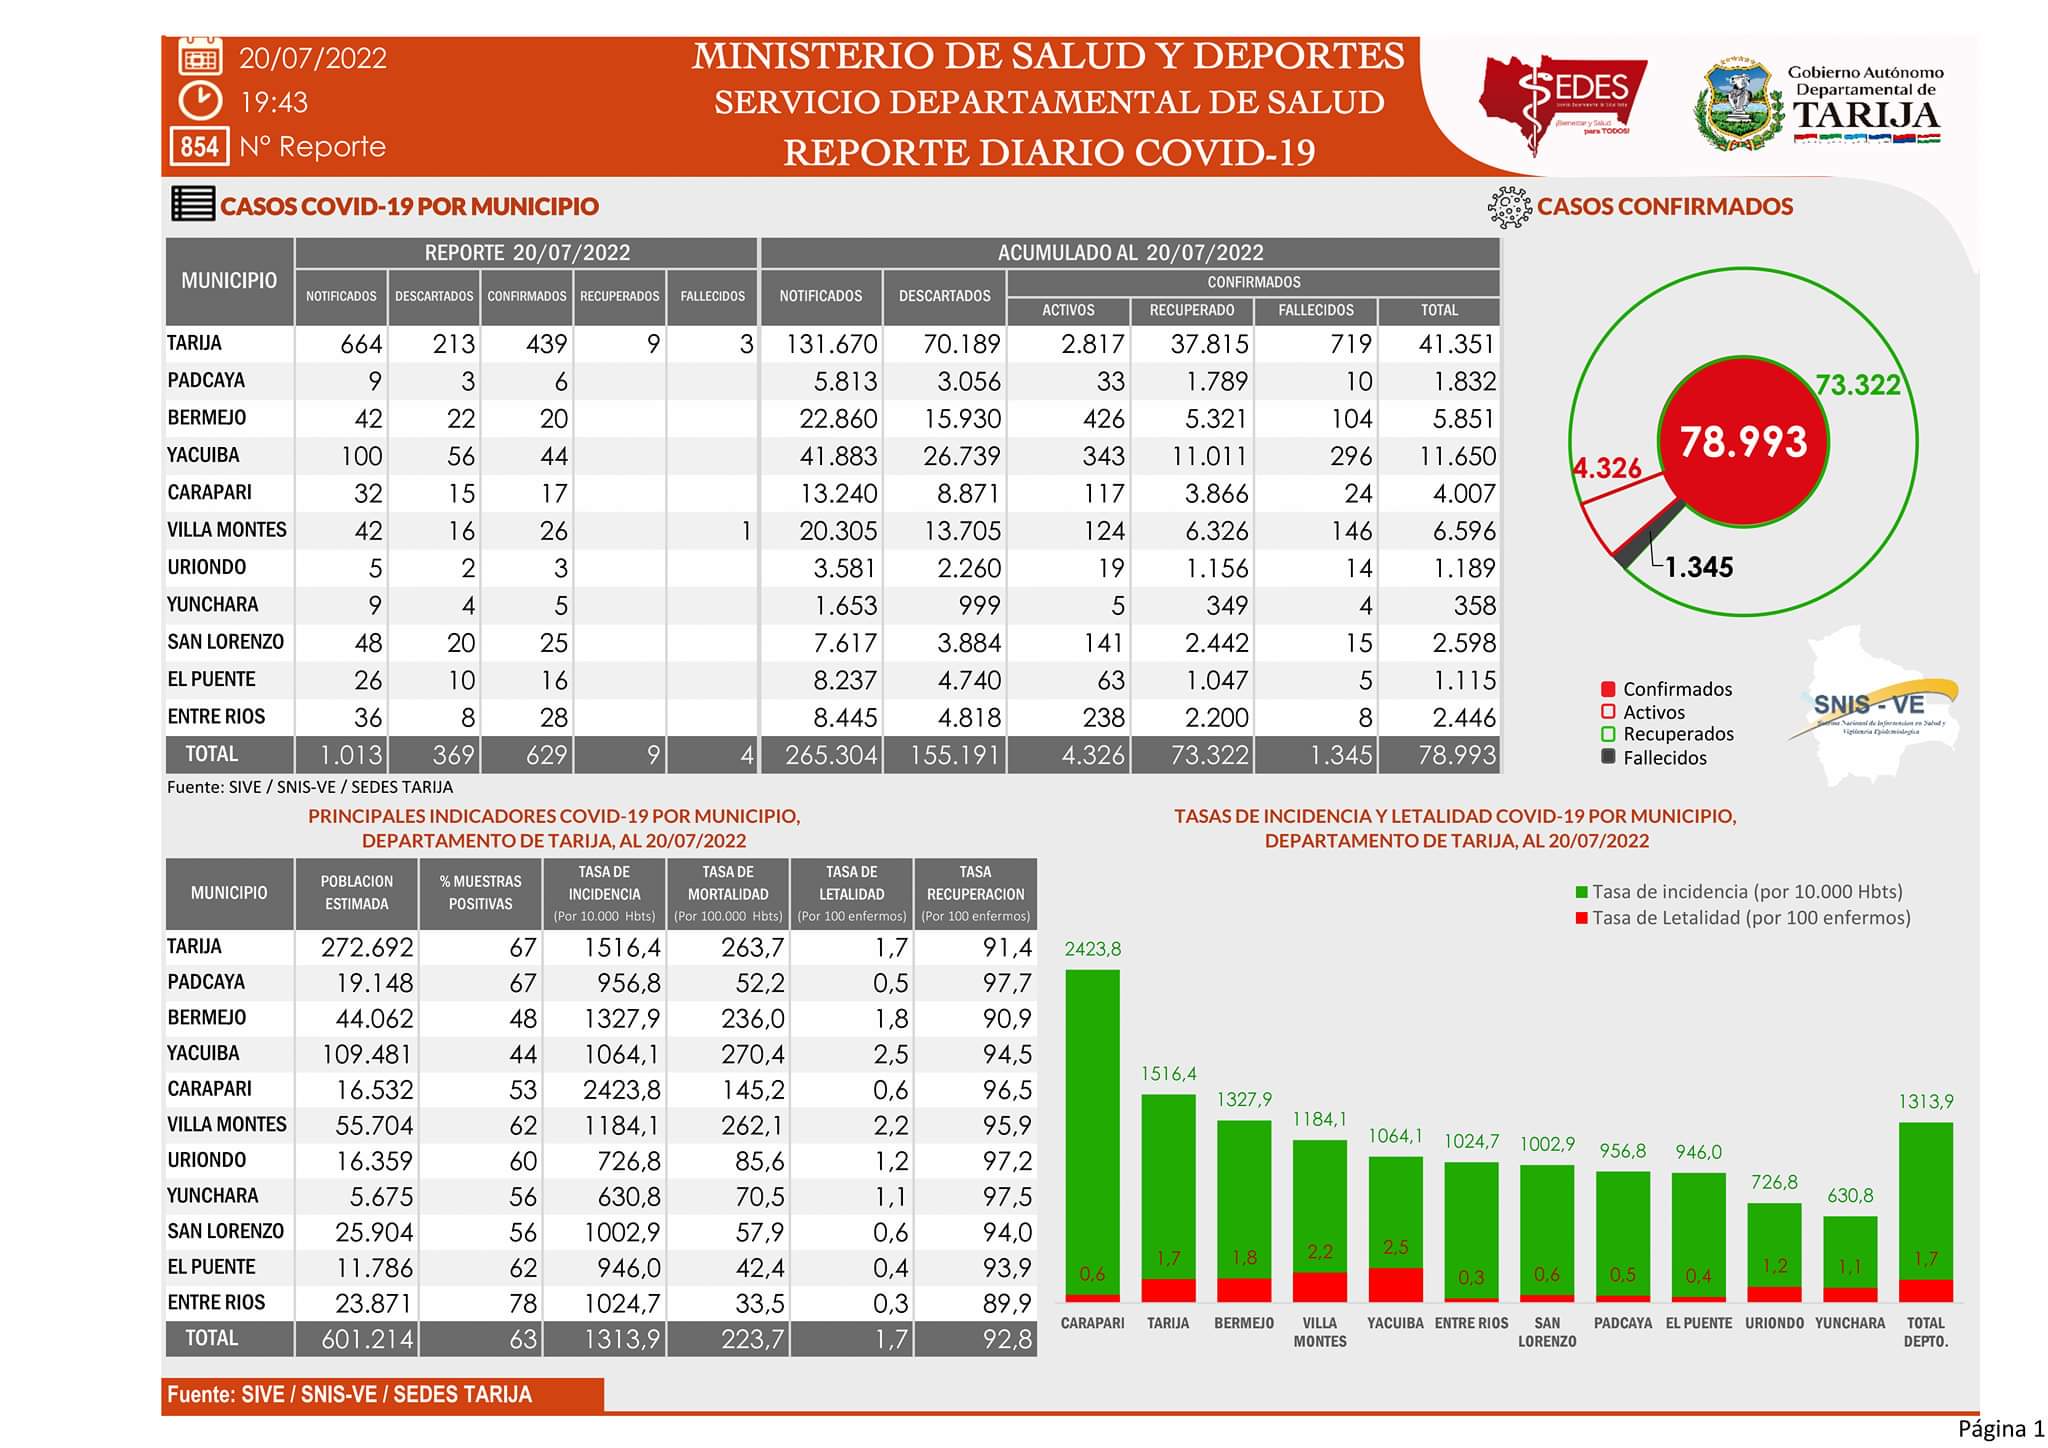 20/07/2022
19:43
854 N° Reporte
MINISTERIO DE SALUD Y DEPORTES
SERVICIO DEPARTAMENTAL DE SALUD
REPORTE DIARIO COVID-19
SEDES
¡Bienestar y Salud
para TODOS!
Gobierno Autónomo
Departamental de
TARIJA
CASOS COVID-19 POR MUNICIPIO
MUNICIPIO REPORTE 20/07/2022 ACUMULADO AL 20/07/2022
NOTIFICADOS DESCARTADOS CONFIRMADOS RECUPERADOS FALLECIDOS NOTIFICADOS DESCARTADOS CONFIRMADOS
ACTIVOS RECUPERADO FALLECIDOS TOTAL
TARIJA 664 213 439 9 3 131.670 70.189 2.817 37.815 719 41.351
PADCAYA 9 3 6 5.813 3.056 33 1.789 10 1.832
BERMEJO 42 22 20 22.860 15.930 426 5.321 104 5.851
YACUIBA 100 56 44 41.883 26.739 343 11.011 296 11.650
CARAPARI 32 15 17 13.240 8.871 117 3.866 24 4.007
VILLA MONTES 42 16 26 1 20.305 13.705 124 6.326 146 6.596
URIONDO 5 2 3 3.581 2.260 19 1.156 14 1.189
YUNCHARA 9 4 5 1.653 999 5 349 4 358
SAN LORENZO 48 20 25 7.617 3.884 141 2.442 15 2.598
EL PUENTE 26 10 16 8.237 4.740 63 1.047 5 1.115
ENTRE RIOS 36 8 28 8.445 4.818 238 2.200 8 2.446
TOTAL 1.013 369 629 9 4 265.304 155.191 4.326 73.322 1.345 78.993
Fuente: SIVE / SNIS-VE / SEDES TARIJA
CASOS CONFIRMADOS
73.322
78.993
4.326
1.345
Confirmados
Activos
Recuperados
Fallecidos
SNIS - VE
Sistema Nacional de Información en Salud y
Vigilancia Epidemiologica
PRINCIPALES INDICADORES COVID-19 POR MUNICIPIO,
DEPARTAMENTO DE TARIJA, AL 20/07/2022
MUNICIPIO POBLACION ESTIMADA % MUESTRAS POSITIVAS TASA DE INCIDENCIA (Por 10.000 Hbts) TASA DE MORTALIDAD (Por 100.000 Hbts) TASA DE LETALIDAD (Por 100 enfermos) TASA RECUPERACION (Por 100 enfermos)
TARIJA 272.692 67 1516,4 263,7 1,7 91,4
PADCAYA 19.148 67 956,8 52,2 0,5 97,7
BERMEJO 44.062 48 1327,9 236,0 1,8 90,9
YACUIBA 109.481 44 1064,1 270,4 2,5 94,5
CARAPARI 16.532 53 2423,8 145,2 0,6 96,5
VILLA MONTES 55.704 62 1184,1 262,1 2,2 95,9
URIONDO 16.359 60 726,8 85,6 1,2 97,2
YUNCHARA 5.675 56 630,8 70,5 1,1 97,5
SAN LORENZO 25.904 56 1002,9 57,9 0,6 94,0
EL PUENTE 11.786 62 946,0 42,4 0,4 93,9
ENTRE RIOS 23.871 78 1024,7 33,5 0,3 89,9
TOTAL 601.214 63 1313,9 223,7 1,7 92,8
TASAS DE INCIDENCIA Y LETALIDAD COVID-19 POR MUNICIPIO,
DEPARTAMENTO DE TARIJA, AL 20/07/2022
Tasa de incidencia (por 10.000 Hbts)
Tasa de Letalidad (por 100 enfermos)
2423,8 1516,4 1327,9 1184,1 1064,1 1024,7 1002,9 956,8 946,0 726,8 630,8 1313,9
0,6 1,7 1,8 2,2 2,5 0,3 0,6 0,5 0,4 1,2 1,1 1,7
CARAPARI TARIJA BERMEJO VILLA MONTES YACUIBA ENTRE RIOS SAN LORENZO PADCAYA EL PUENTE URIONDO YUNCHARA TOTAL DEPTO.
Fuente: SIVE / SNIS-VE / SEDES TARIJA
Página 1